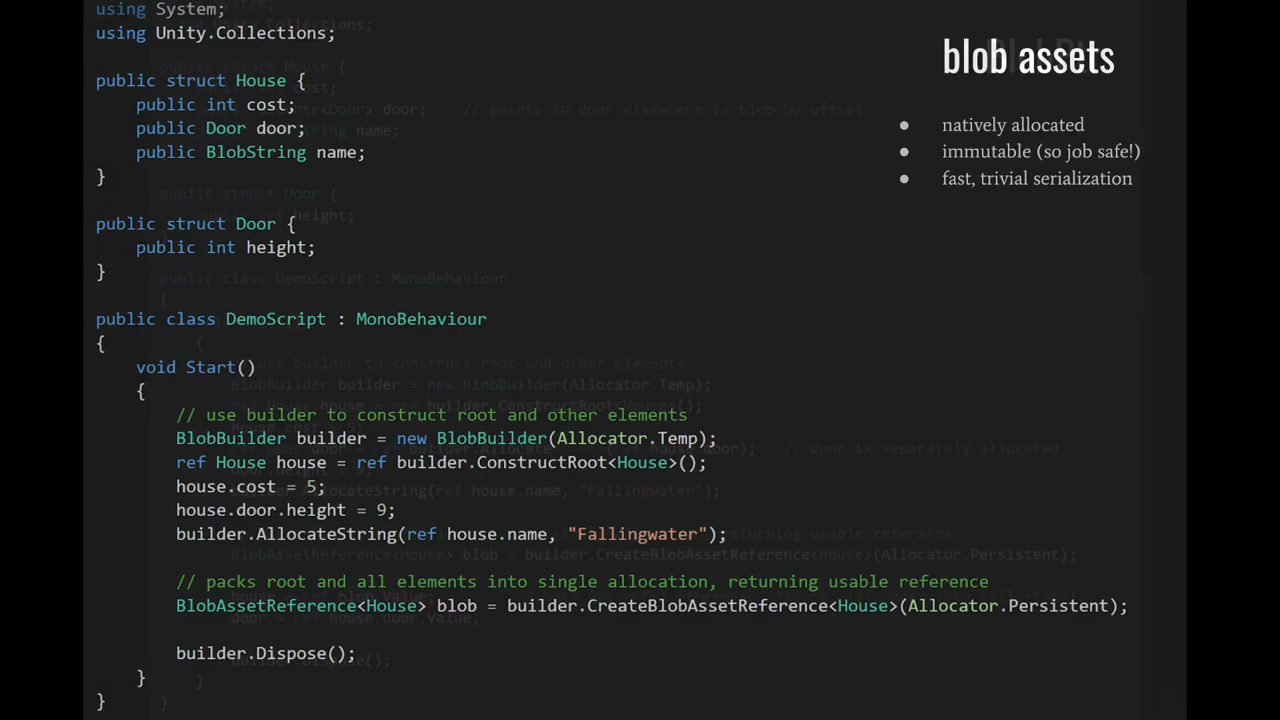 using System;
using Unity.Collections;
public struct House {
    public int cost;
    public Door door;
    public BlobString name;
}
public struct Door {
    public int height;
}
public class DemoScript : MonoBehaviour
{
    void Start()
    {
        // use builder to construct root and other elements
        BlobBuilder builder = new BlobBuilder(Allocator.Temp);
        ref House house = ref builder.ConstructRoot<House>();
        house.cost = 5;
        house.door.height = 9;
        builder.AllocateString(ref house.name, "Fallingwater");
        // packs root and all elements into single allocation, returning usable reference
        BlobAssetReference<House> blob = builder.CreateBlobAssetReference<House>(Allocator.Persistent);
        builder.Dispose();
    }
}
blob assets
● natively allocated
● immutable (so job safe!)
● fast, trivial serialization